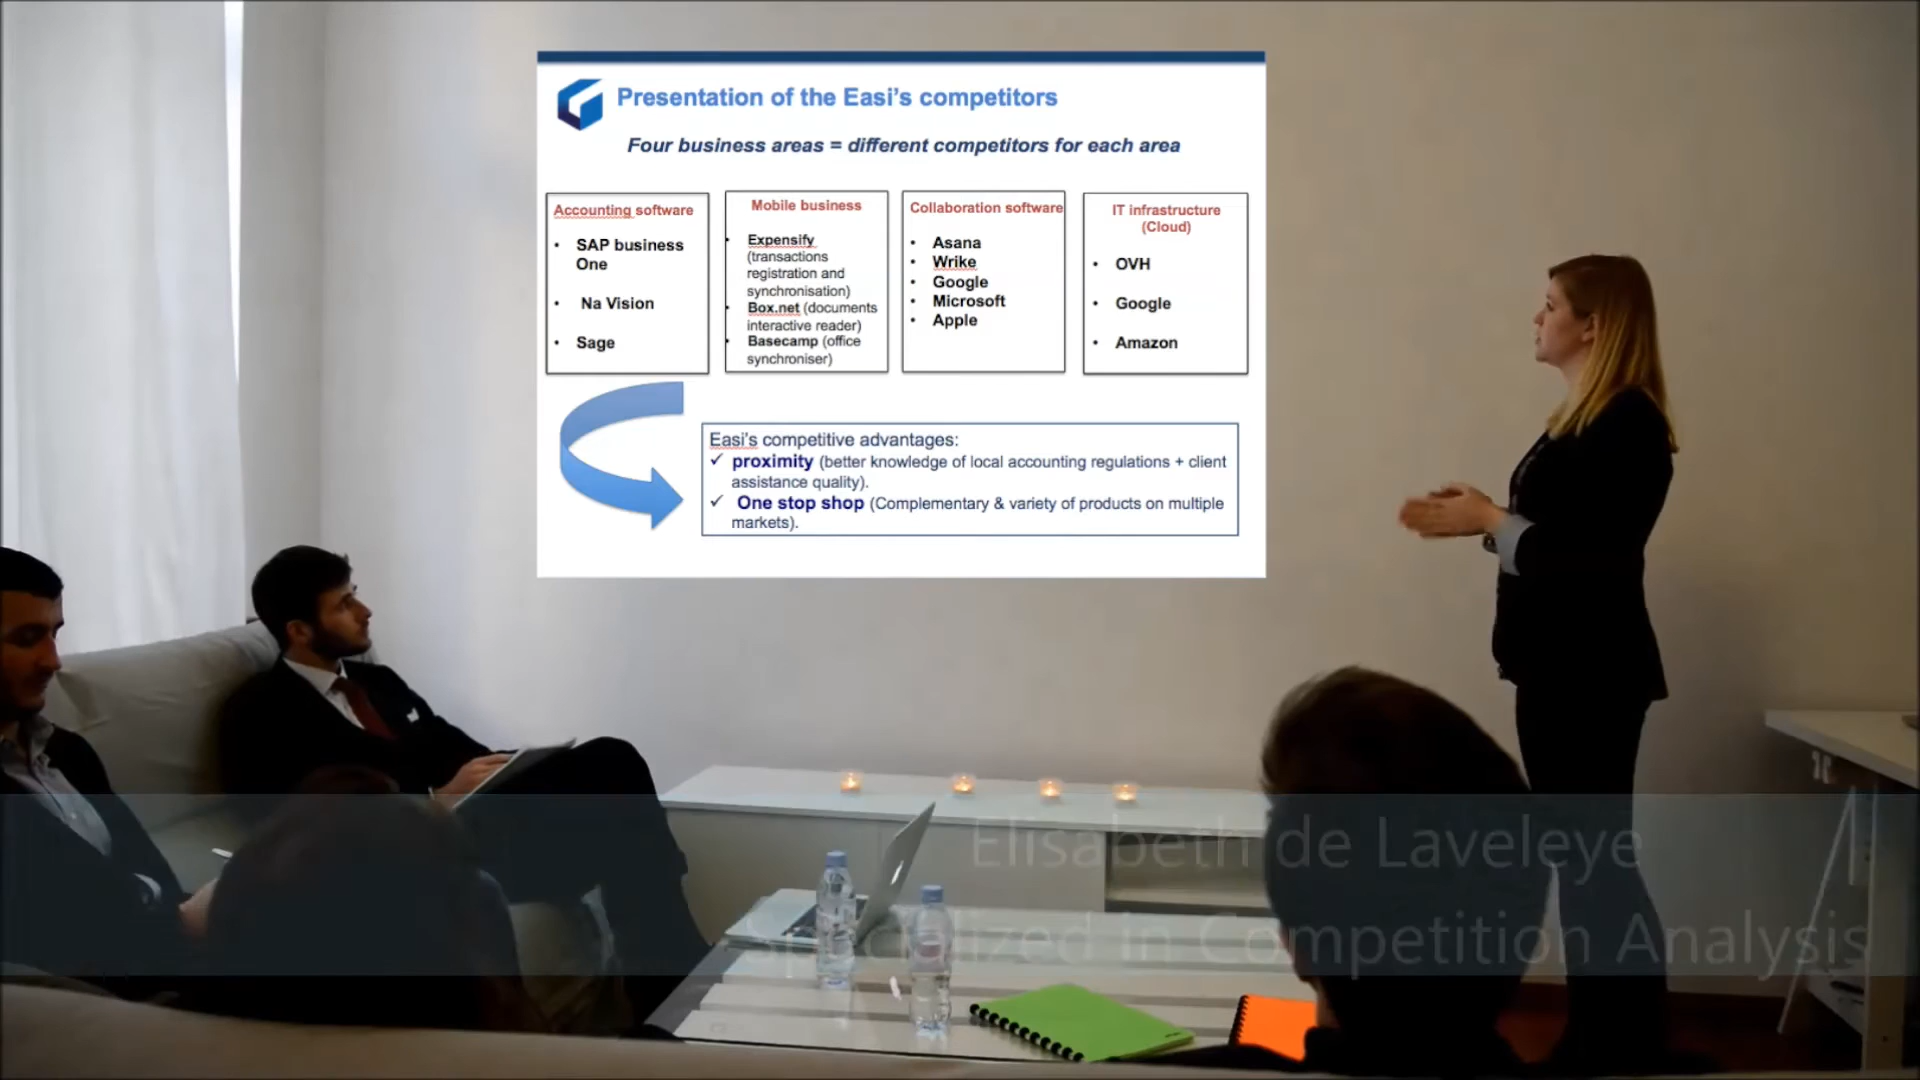 Presentation of the Easi's competitors
Four business areas = different competitors for each area
Accounting software
• SAP business
One
• Na Vision
• Sage
Mobile business
• Expensify
(transactions
registration and
synchronisation)
• Box.net (documents
interactive reader)
• Basecamp (office
synchroniser)
Collaboration software
• Asana
• Wrike
• Google
• Microsoft
• Apple
IT infrastructure
(Cloud)
• OVH
• Google
• Amazon
Easi's competitive advantages:
✓ proximity (better knowledge of local accounting regulations + client
assistance quality).
✓ One stop shop (Complementary & variety of products on multiple
markets).
Elisabeth de Laveleye
Specialized in Competition Analysis